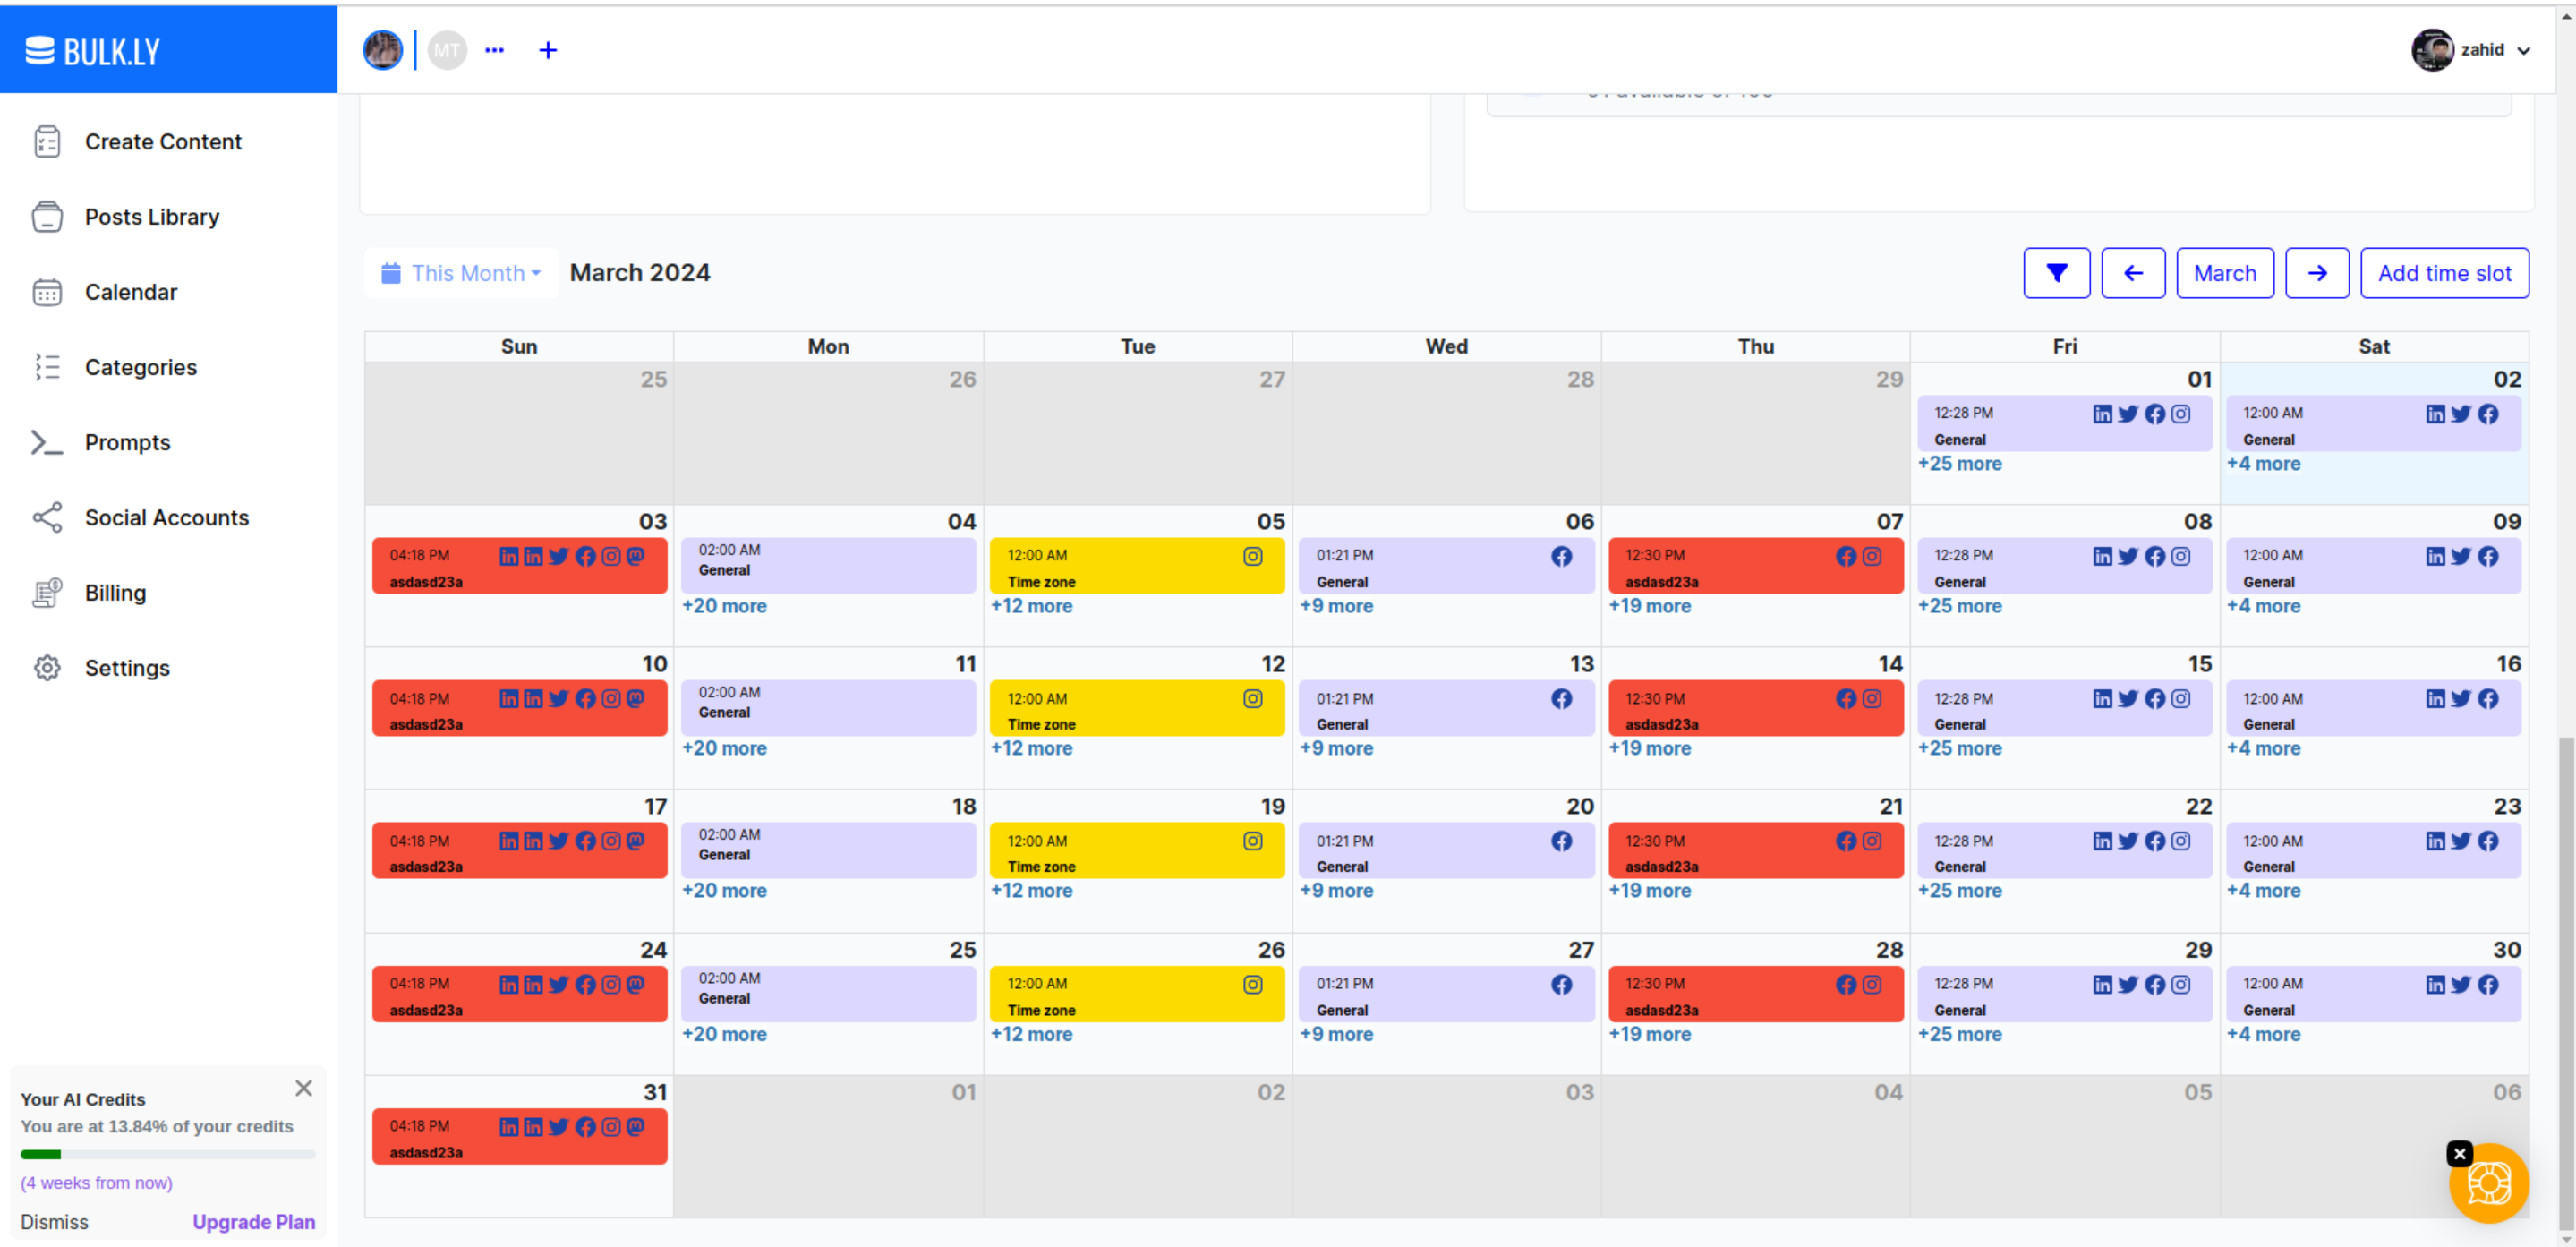 BULK.LY
MT
zahid
Create Content
Posts Library
Calendar
Categories
Prompts
Social Accounts
Billing
Settings
This Month March 2024
March
Add time slot
Sun Mon Tue Wed Thu Fri Sat
25 26 27 28 29 01 02
12:28 PM 12:00 AM
General General
+25 more +4 more
03 04 05 06 07 08 09
04:18 PM 02:00 AM 12:00 AM 01:21 PM 12:30 PM 12:28 PM 12:00 AM
asdasd23a General Time zone General asdasd23a General General
+20 more +12 more +9 more +19 more +25 more +4 more
10 11 12 13 14 15 16
04:18 PM 02:00 AM 12:00 AM 01:21 PM 12:30 PM 12:28 PM 12:00 AM
asdasd23a General Time zone General asdasd23a General General
+20 more +12 more +9 more +19 more +25 more +4 more
17 18 19 20 21 22 23
04:18 PM 02:00 AM 12:00 AM 01:21 PM 12:30 PM 12:28 PM 12:00 AM
asdasd23a General Time zone General asdasd23a General General
+20 more +12 more +9 more +19 more +25 more +4 more
24 25 26 27 28 29 30
04:18 PM 02:00 AM 12:00 AM 01:21 PM 12:30 PM 12:28 PM 12:00 AM
asdasd23a General Time zone General asdasd23a General General
+20 more +12 more +9 more +19 more +25 more +4 more
31 01 02 03 04 05 06
04:18 PM
asdasd23a
Your AI Credits
You are at 13.84% of your credits
(4 weeks from now)
Dismiss Upgrade Plan